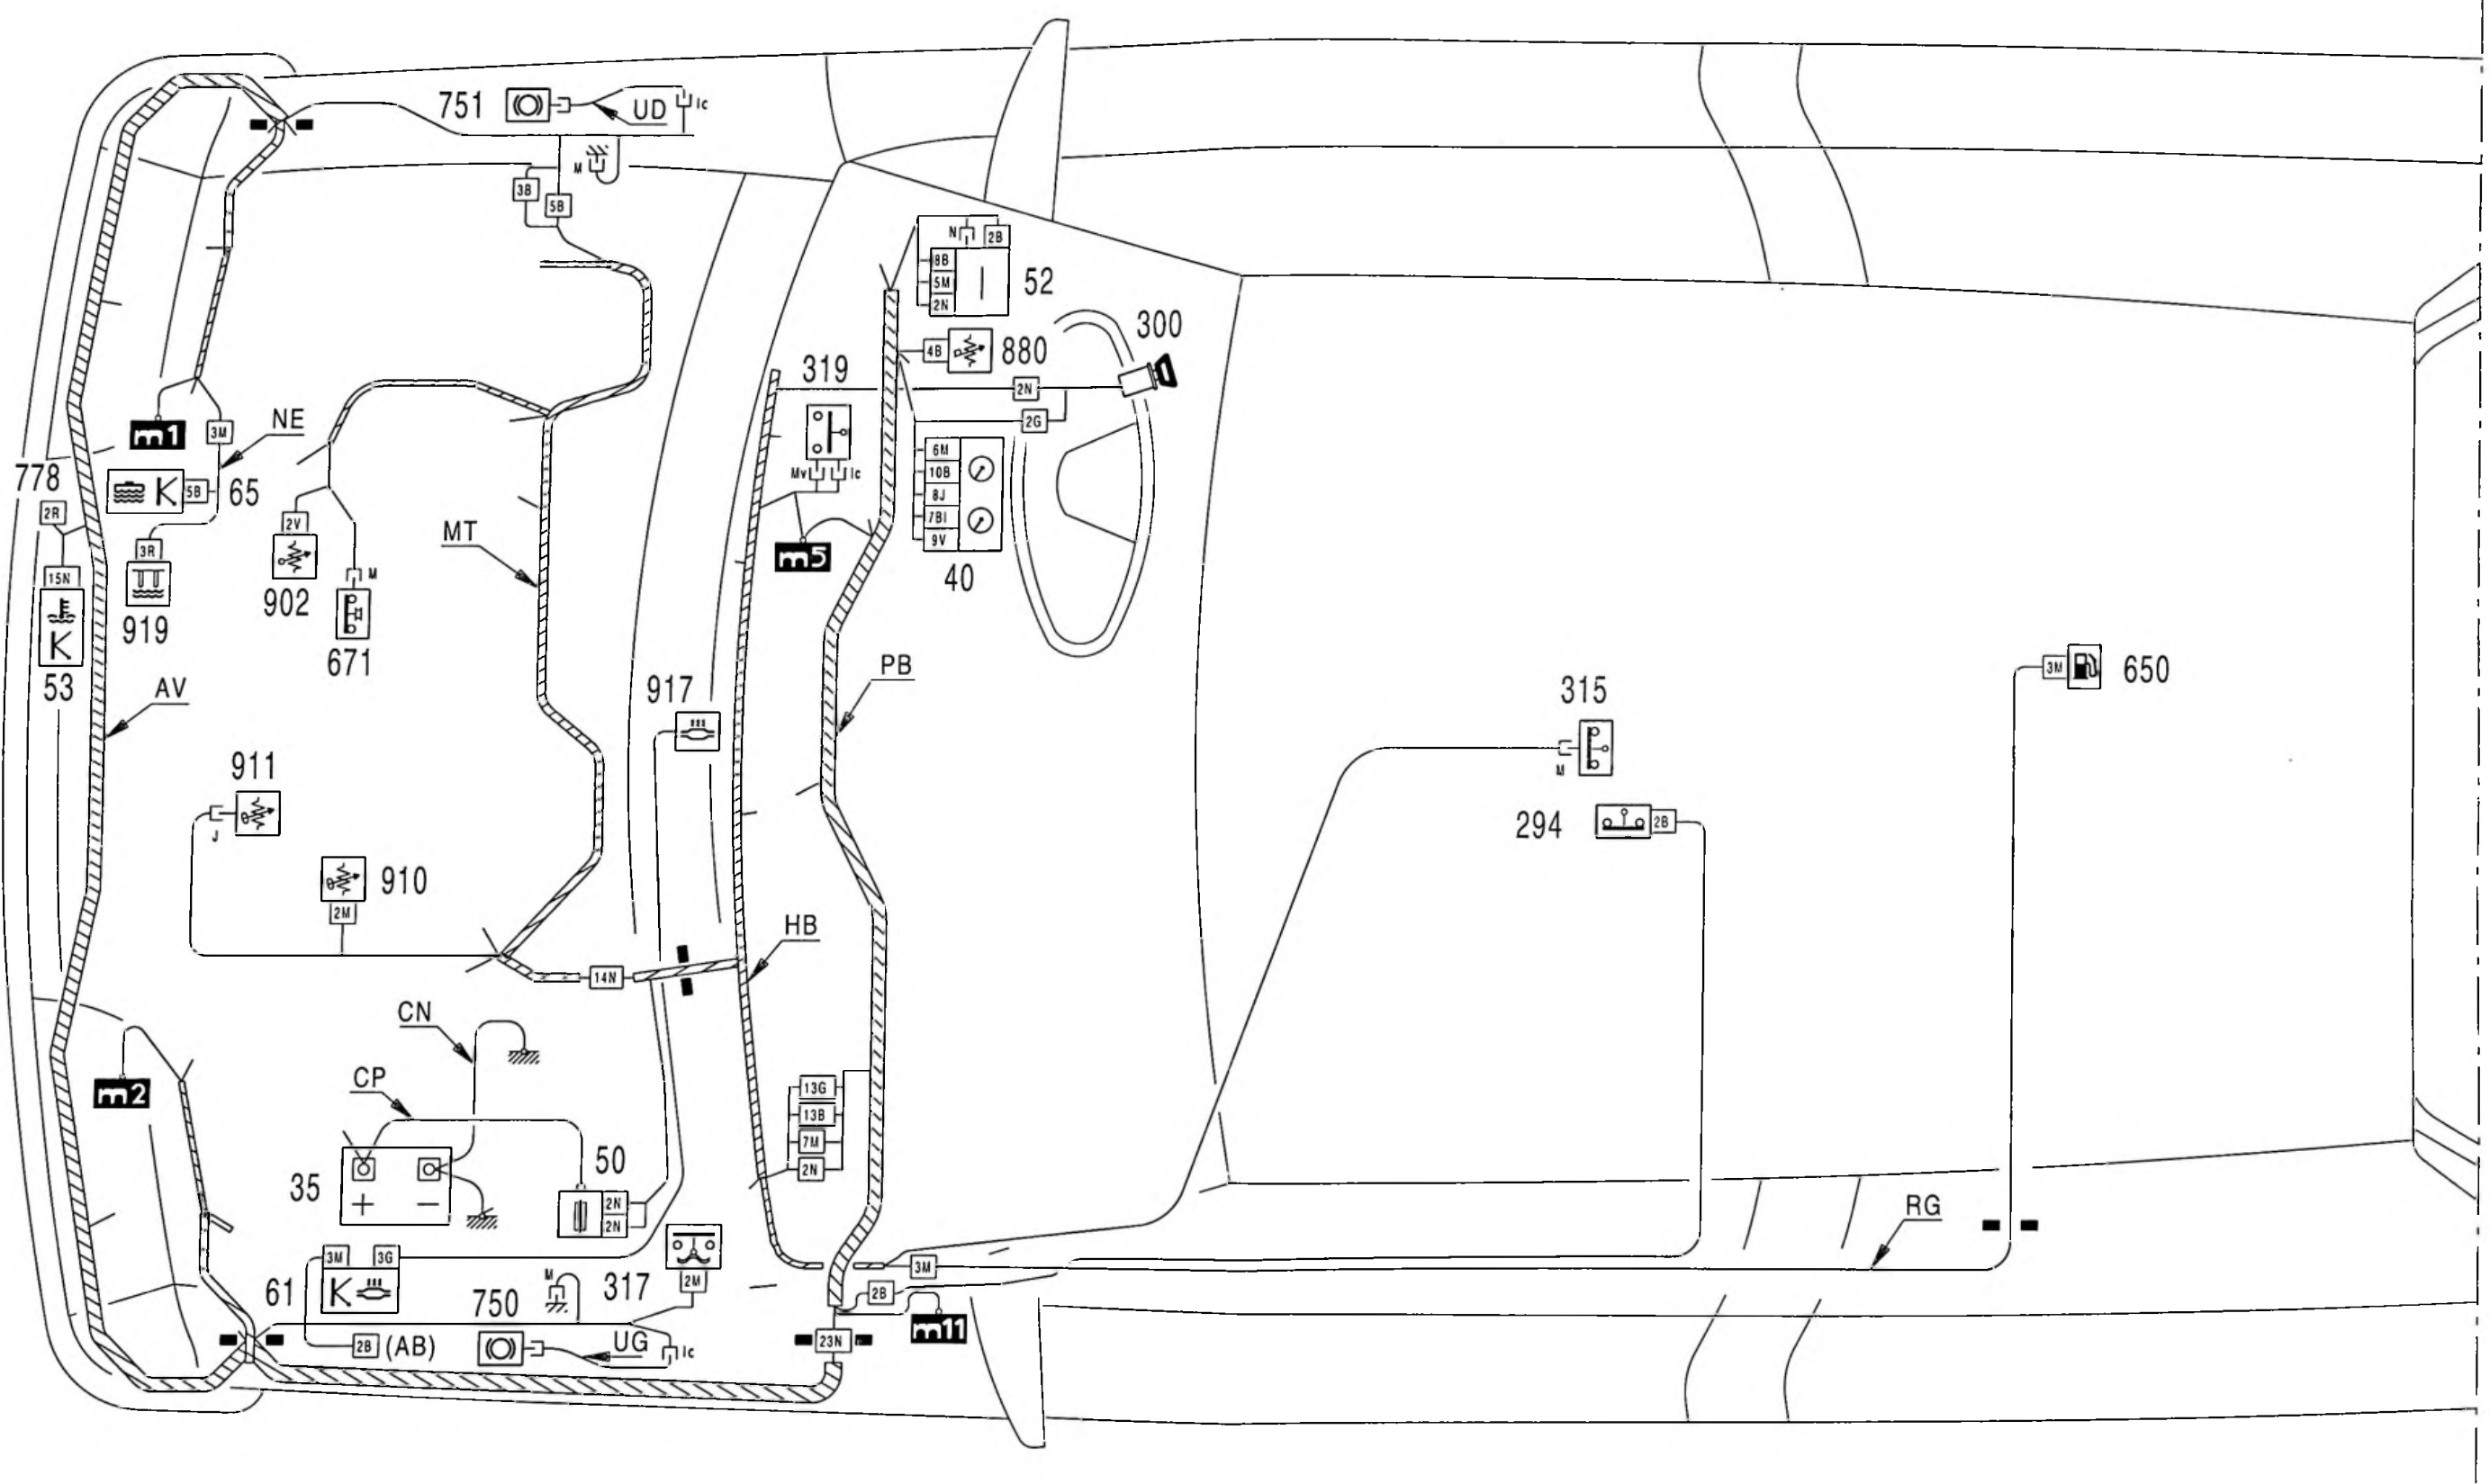 751
UD
Ic
M
3B
5B
N
2B
8B
5M
2N
52
4B
880
300
319
2N
2G
Mv
Ic
6M
10B
8J
7BI
9V
40
m1
3M
NE
778
2R
K
5B
65
15N
K
53
3R
919
2V
902
M
671
MT
m5
AV
PB
917
911
J
910
2M
315
M
294
2B
3M
650
HB
14N
CN
CP
m2
35
+
−
50
2N
2N
13G
13B
7M
2N
3M
3G
61
K
2B
(AB)
750
M
317
2M
UG
Ic
23N
2B
m11
3M
RG